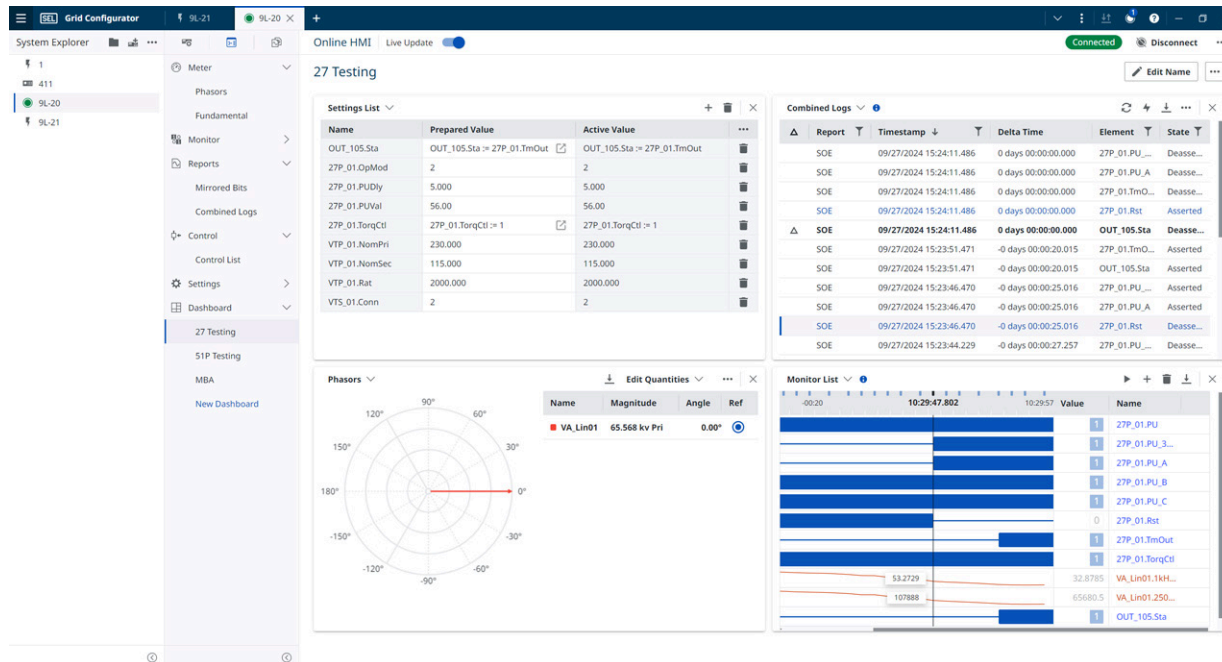 SEL Grid Configurator
9L-21
9L-20
System Explorer
1
411
9L-20
9L-21
Meter
Phasors
Fundamental
Monitor
Reports
Mirrored Bits
Combined Logs
Control
Control List
Settings
Dashboard
27 Testing
51P Testing
MBA
New Dashboard
Online HMI Live Update
Connected
Disconnect
27 Testing
Edit Name
Settings List
Name Prepared Value Active Value
OUT_105.Sta OUT_105.Sta := 27P_01.TmOut OUT_105.Sta := 27P_01.TmOut
27P_01.OpMod 2 2
27P_01.PUDly 5.000 5.000
27P_01.PUVal 56.00 56.00
27P_01.TorqCtl 27P_01.TorqCtl := 1 27P_01.TorqCtl := 1
VTP_01.NomPri 230.000 230.000
VTP_01.NomSec 115.000 115.000
VTP_01.Rat 2000.000 2000.000
VTS_01.Conn 2 2
Combined Logs
Report Timestamp Delta Time Element State
SOE 09/27/2024 15:24:11.486 0 days 00:00:00.000 27P_01.PU_... Deasse...
SOE 09/27/2024 15:24:11.486 0 days 00:00:00.000 27P_01.PU_A Deasse...
SOE 09/27/2024 15:24:11.486 0 days 00:00:00.000 27P_01.TmO... Deasse...
SOE 09/27/2024 15:24:11.486 0 days 00:00:00.000 27P_01.Rst Asserted
SOE 09/27/2024 15:24:11.486 0 days 00:00:00.000 OUT_105.Sta Deasse...
SOE 09/27/2024 15:23:51.471 -0 days 00:00:20.015 27P_01.TmO... Asserted
SOE 09/27/2024 15:23:51.471 -0 days 00:00:20.015 OUT_105.Sta Asserted
SOE 09/27/2024 15:23:46.470 -0 days 00:00:25.016 27P_01.PU_... Asserted
SOE 09/27/2024 15:23:46.470 -0 days 00:00:25.016 27P_01.PU_A Asserted
SOE 09/27/2024 15:23:46.470 -0 days 00:00:25.016 27P_01.Rst Deasse...
SOE 09/27/2024 15:23:44.229 -0 days 00:00:27.257 27P_01.PU_... Deasse...
Phasors
Edit Quantities
90°
120° 60°
150° 30°
180° 0°
-150° -30°
-120° -60°
-90°
Name Magnitude Angle Ref
VA_Lin01 65.568 kv Pri 0.00°
Monitor List
-00:20 10:29:47.802 10:29:57 Value Name
1 27P_01.PU
1 27P_01.PU_3...
1 27P_01.PU_A
1 27P_01.PU_B
1 27P_01.PU_C
0 27P_01.Rst
1 27P_01.TmOut
1 27P_01.TorqCtl
53.2729 32.8785 VA_Lin01.1kH...
107888 65680.5 VA_Lin01.250...
1 OUT_105.Sta